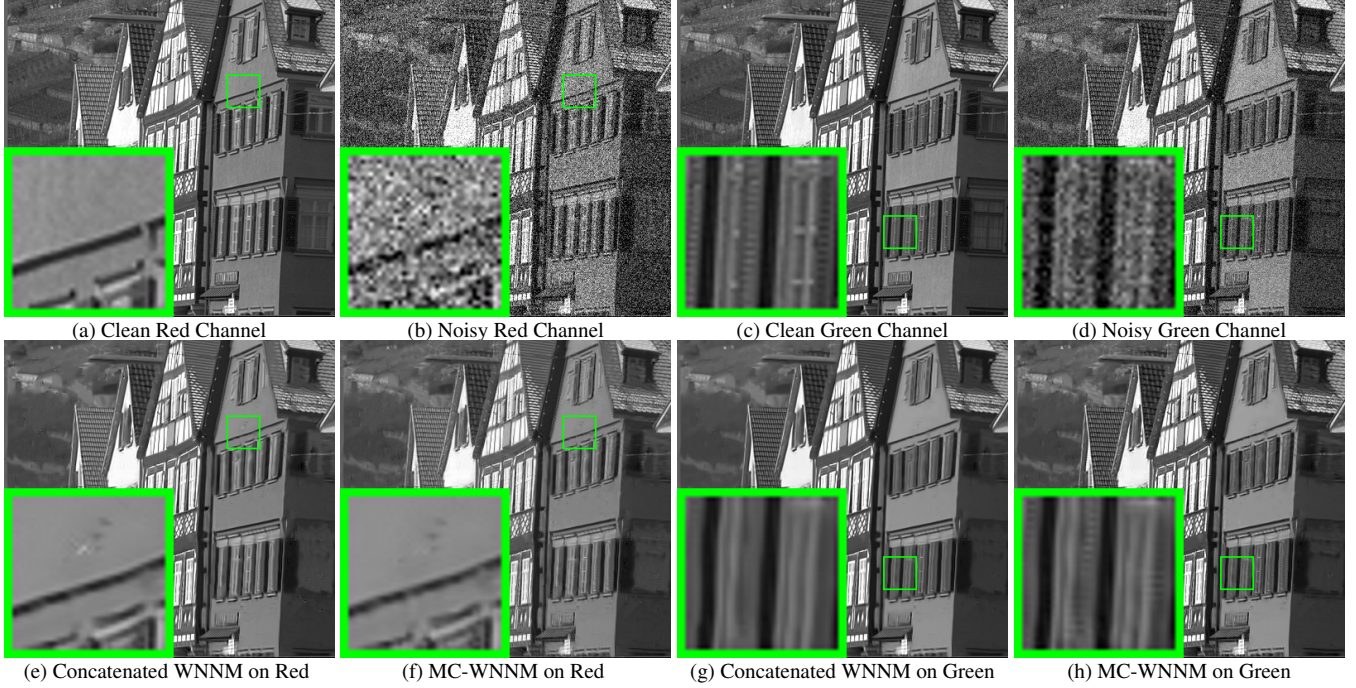 (a) Clean Red Channel
(b) Noisy Red Channel
(c) Clean Green Channel
(d) Noisy Green Channel
(e) Concatenated WNNM on Red
(f) MC-WNNM on Red
(g) Concatenated WNNM on Green
(h) MC-WNNM on Green